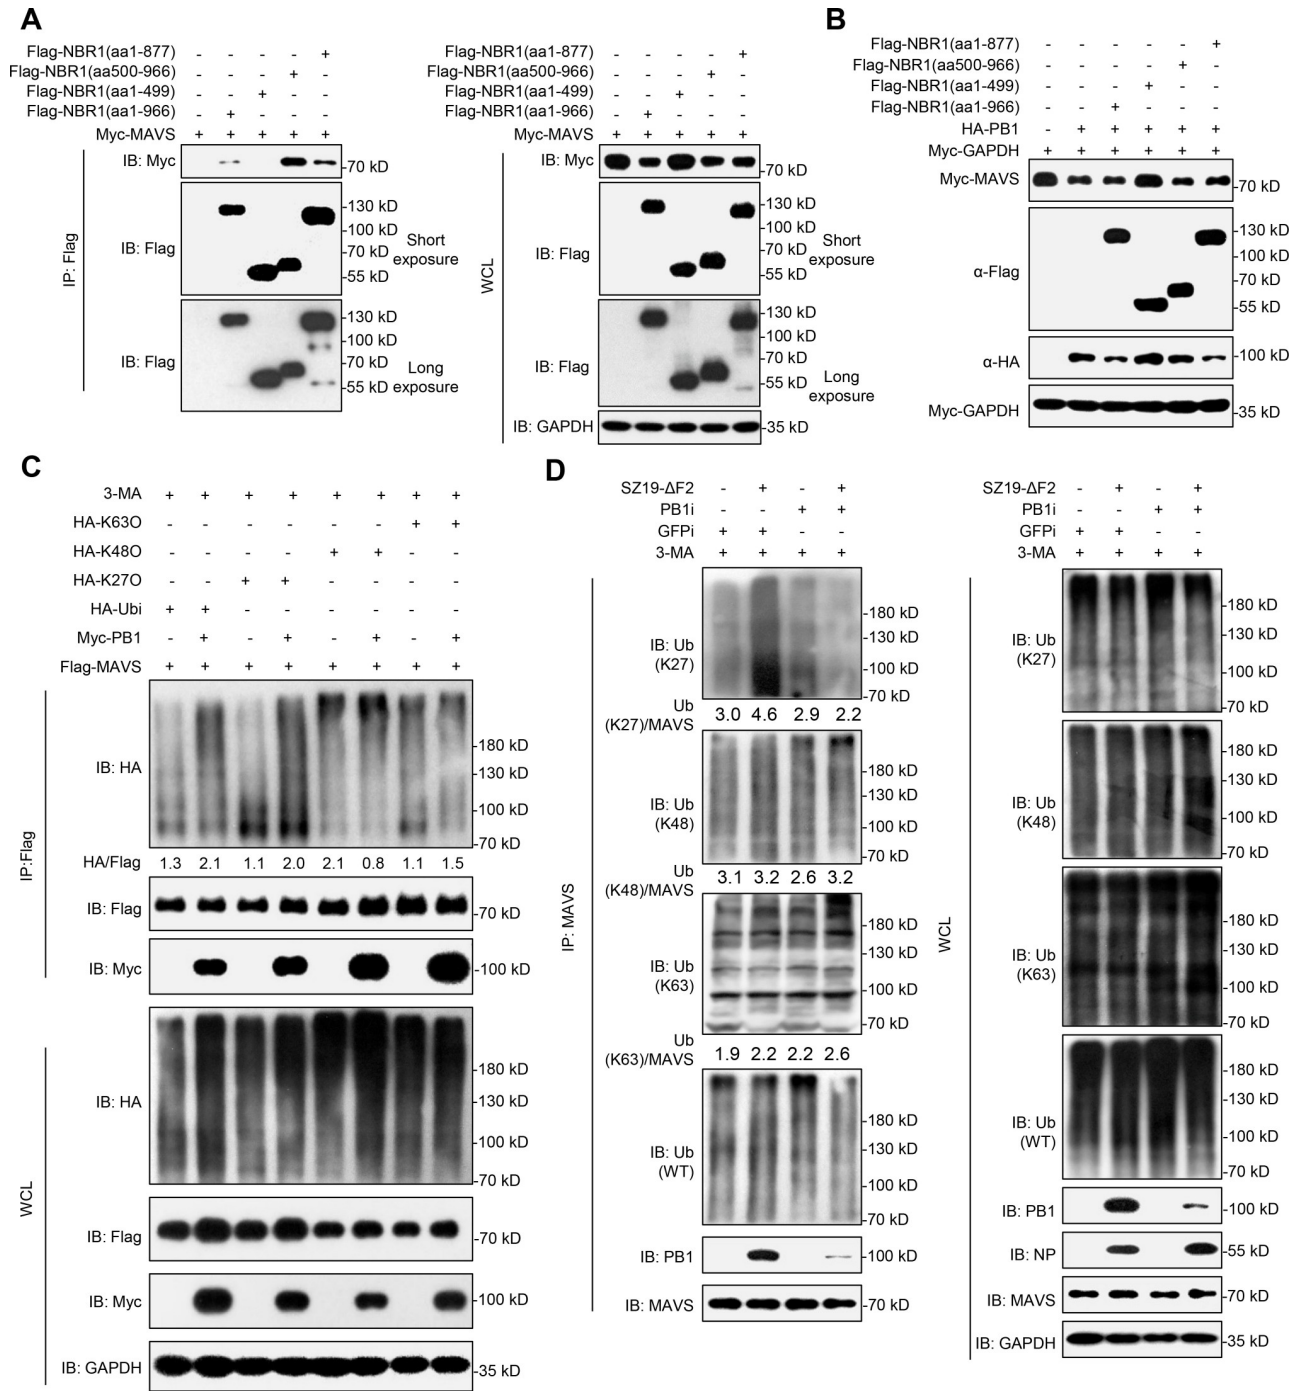 A
Flag-NBR1(aa1-877) - - - - +
Flag-NBR1(aa500-966) - - - + -
Flag-NBR1(aa1-499) - - + - -
Flag-NBR1(aa1-966) - + - - -
Myc-MAVS + + + + +
IP: Flag
IB: Myc
-70 kD
IB: Flag
-130 kD
-100 kD
-70 kD
-55 kD
Short
exposure
IB: Flag
-130 kD
-100 kD
-70 kD
-55 kD
Long
exposure
Flag-NBR1(aa1-877) - - - - +
Flag-NBR1(aa500-966) - - - + -
Flag-NBR1(aa1-499) - - + - -
Flag-NBR1(aa1-966) - + - - -
Myc-MAVS + + + + +
WCL
IB: Myc
-70 kD
IB: Flag
-130 kD
-100 kD
-70 kD
-55 kD
Short
exposure
IB: Flag
-130 kD
-100 kD
-70 kD
-55 kD
Long
exposure
IB: GAPDH
-35 kD
B
Flag-NBR1(aa1-877) - - - - - +
Flag-NBR1(aa500-966) - - - - + -
Flag-NBR1(aa1-499) - - - + - -
Flag-NBR1(aa1-966) - - + - - -
HA-PB1 - + + + + +
Myc-GAPDH + + + + + +
Myc-MAVS
-70 kD
α-Flag
-130 kD
-100 kD
-70 kD
-55 kD
α-HA
-100 kD
Myc-GAPDH
-35 kD
C
3-MA + + + + + + + +
HA-K63O - - - - - - + +
HA-K48O - - - - + + - -
HA-K27O - - + + - - - -
HA-Ubi + + - - - - - -
Myc-PB1 - + - + - + - +
Flag-MAVS + + + + + + + +
IP:Flag
IB: HA
-180 kD
-130 kD
-100 kD
-70 kD
HA/Flag 1.3 2.1 1.1 2.0 2.1 0.8 1.1 1.5
IB: Flag
-70 kD
IB: Myc
-100 kD
WCL
IB: HA
-180 kD
-130 kD
-100 kD
-70 kD
IB: Flag
-70 kD
IB: Myc
-100 kD
IB: GAPDH
-35 kD
D
SZ19-ΔF2 - + - +
PB1i - - + +
GFPi + + - -
3-MA + + + +
IP: MAVS
IB: Ub
(K27)
-180 kD
-130 kD
-100 kD
-70 kD
Ub
(K27)/MAVS 3.0 4.6 2.9 2.2
IB: Ub
(K48)
-180 kD
-130 kD
-100 kD
-70 kD
Ub
(K48)/MAVS 3.1 3.2 2.6 3.2
IB: Ub
(K63)
-180 kD
-130 kD
-100 kD
-70 kD
Ub
(K63)/MAVS 1.9 2.2 2.2 2.6
IB: Ub
(WT)
-180 kD
-130 kD
-100 kD
-70 kD
IB: PB1
-100 kD
IB: MAVS
-70 kD
SZ19-ΔF2 - + - +
PB1i - - + +
GFPi + + - -
3-MA + + + +
WCL
IB: Ub
(K27)
-180 kD
-130 kD
-100 kD
-70 kD
IB: Ub
(K48)
-180 kD
-130 kD
-100 kD
-70 kD
IB: Ub
(K63)
-180 kD
-130 kD
-100 kD
-70 kD
IB: Ub
(WT)
-180 kD
-130 kD
-100 kD
-70 kD
IB: PB1
-100 kD
IB: NP
-55 kD
IB: MAVS
-70 kD
IB: GAPDH
-35 kD